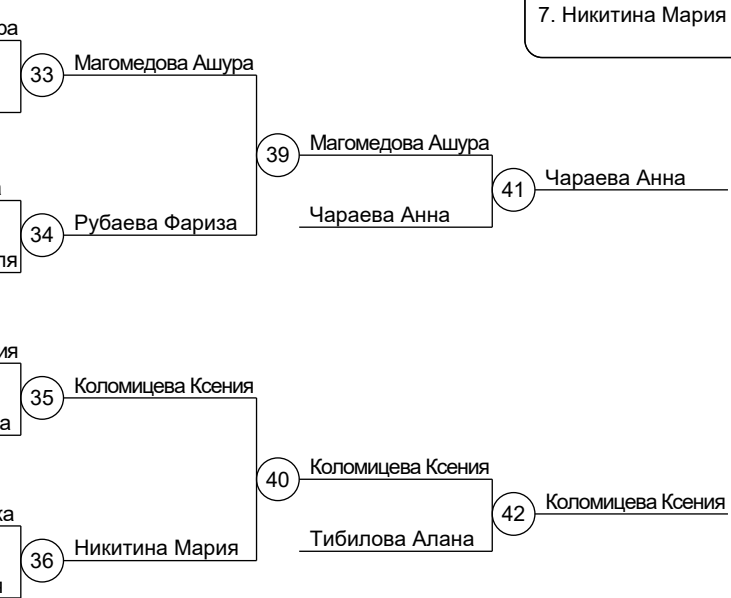 7. Никитина Мария
33
Магомедова Ашура
39
Магомедова Ашура
41
Чараева Анна
34
Рубаева Фариза
Чараева Анна
35
Коломицева Ксения
40
Коломицева Ксения
42
Коломицева Ксения
36
Никитина Мария
Тибилова Алана